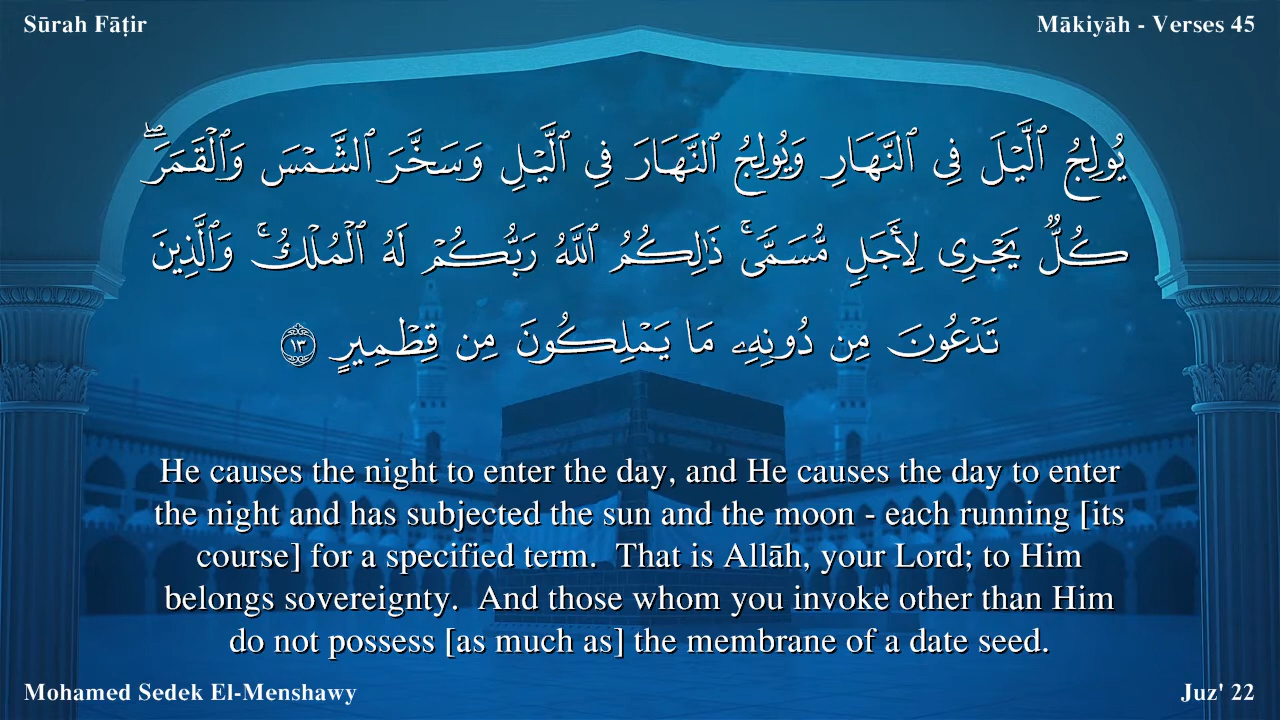 Sūrah Fāṭir
Mākiyāh - Verses 45
يُولِجُ ٱلَّيْلَ فِى ٱلنَّهَارِ وَيُولِجُ ٱلنَّهَارَ فِى ٱلَّيْلِ وَسَخَّرَ ٱلشَّمْسَ وَٱلْقَمَرَ ۖ
كُلٌّ يَجْرِى لِأَجَلٍ مُّسَمًّى ۚ ذَٰلِكُمُ ٱللَّهُ رَبُّكُمْ لَهُ ٱلْمُلْكُ ۚ وَٱلَّذِينَ
تَدْعُونَ مِن دُونِهِۦ مَا يَمْلِكُونَ مِن قِطْمِيرٍ ١٣
He causes the night to enter the day, and He causes the day to enter
the night and has subjected the sun and the moon - each running [its
course] for a specified term.  That is Allāh, your Lord; to Him
belongs sovereignty.  And those whom you invoke other than Him
do not possess [as much as] the membrane of a date seed.
Mohamed Sedek El-Menshawy
Juz' 22